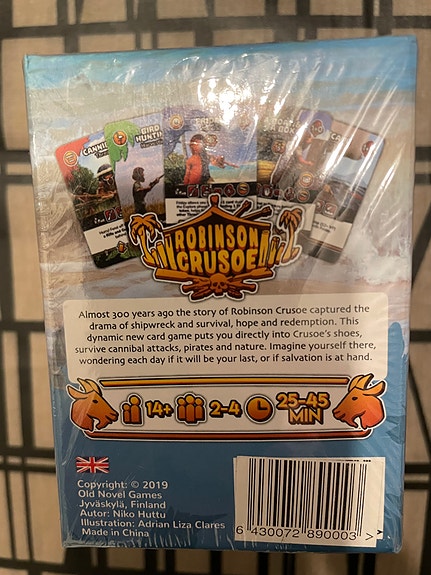 CANNI
BIRD
HUNTI
FRIDAY
ROBINSON
CRUSOE
Almost 300 years ago the story of Robinson Crusoe captured the
drama of shipwreck and survival, hope and redemption. This
dynamic new card game puts you directly into Crusoe's shoes,
survive cannibal attacks, pirates and nature. Imagine yourself there,
wondering each day if it will be your last, or if salvation is at hand.
14+ 2-4 25-45
MIN
Copyright: © 2019
Old Novel Games
Jyväskylä, Finland
Autor: Niko Huttu
Illustration: Adrian Liza Clares
Made in China
6 430072 890003 >